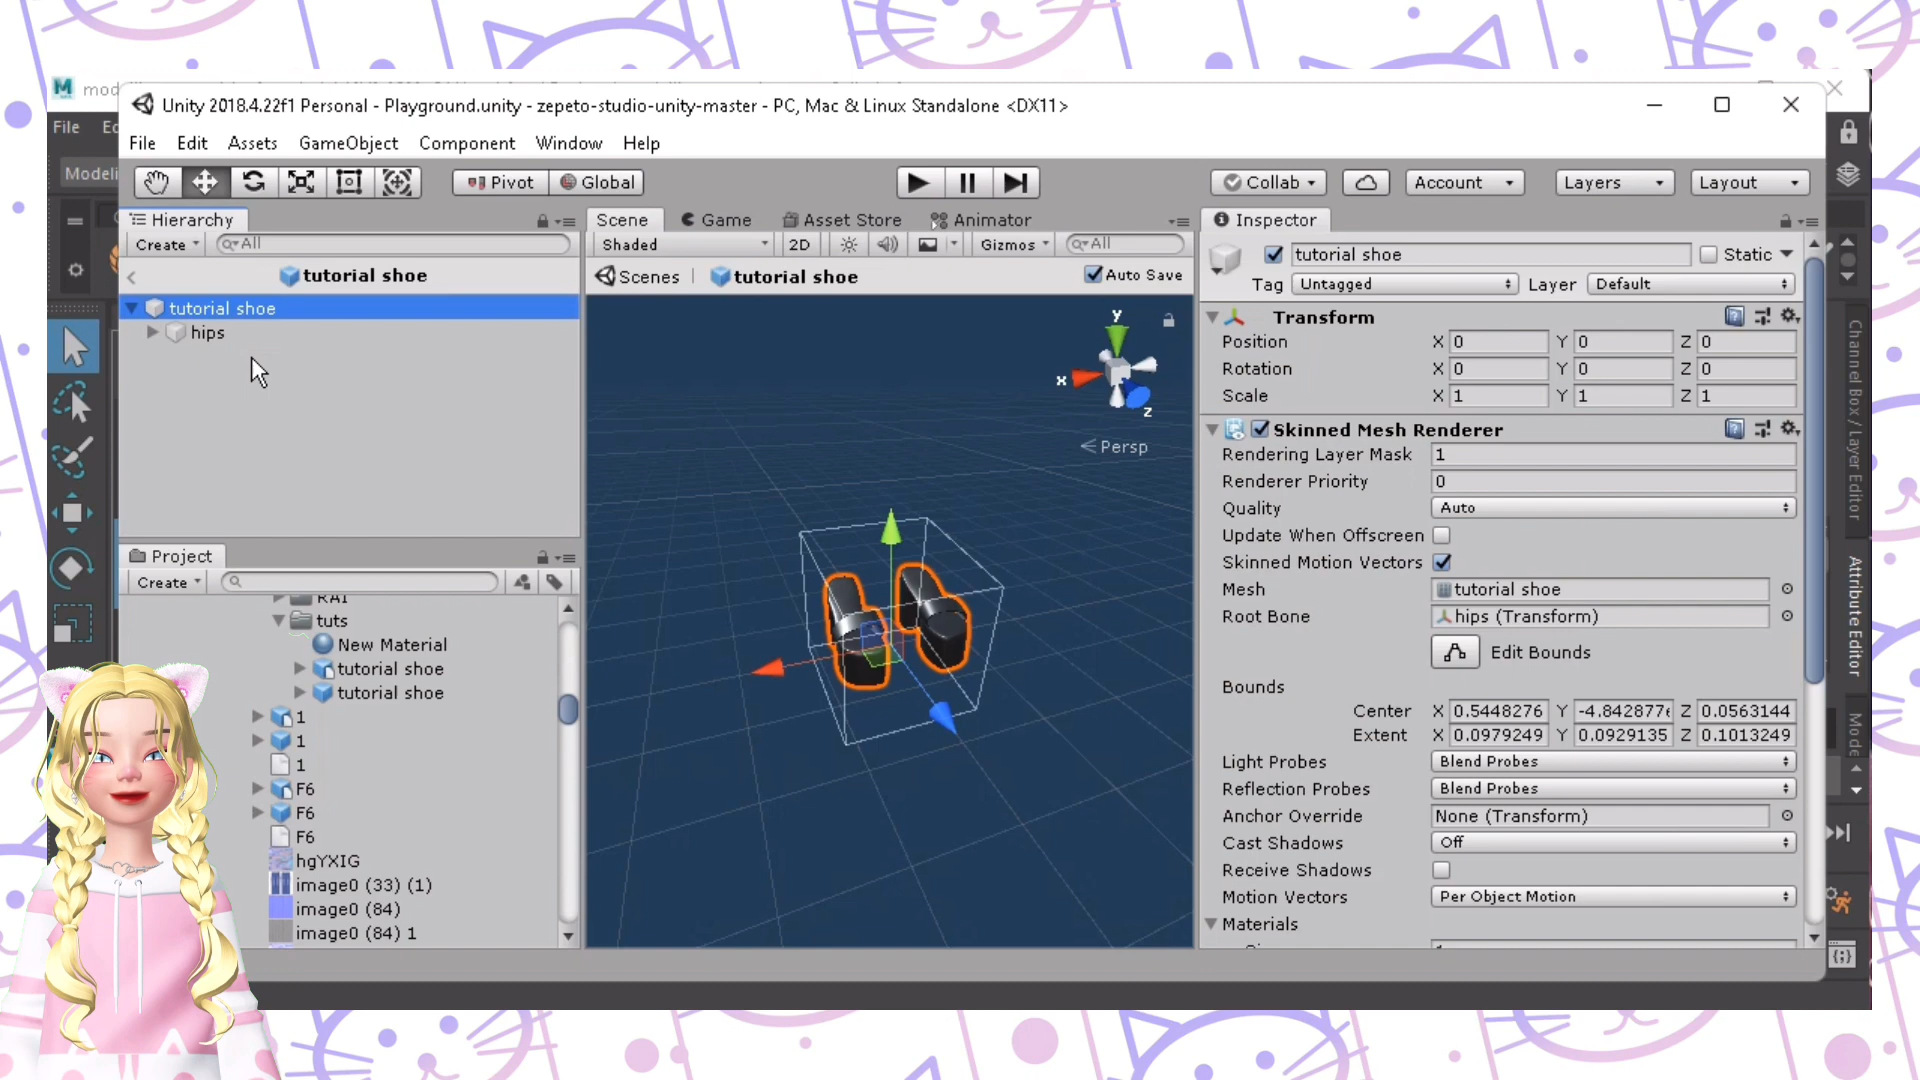 mod
Unity 2018.4.22f1 Personal - Playground.unity - zepeto-studio-unity-master - PC, Mac & Linux Standalone <DX11>
File
File Edit Assets GameObject Component Window Help
Modeli
Pivot Global Collab Account Layers Layout
Hierarchy
Create All
tutorial shoe
tutorial shoe
hips
Scene Game Asset Store Animator
Shaded 2D Gizmos All
Scenes tutorial shoe Auto Save
y
x
z
Persp
Project
Create
RAI
tuts
New Material
tutorial shoe
tutorial shoe
1
1
1
F6
F6
F6
hgYXIG
image0 (33) (1)
image0 (84)
image0 (84) 1
Inspector
tutorial shoe Static
Tag Untagged Layer Default
Transform
Position X 0 Y 0 Z 0
Rotation X 0 Y 0 Z 0
Scale X 1 Y 1 Z 1
Skinned Mesh Renderer
Rendering Layer Mask 1
Renderer Priority 0
Quality Auto
Update When Offscreen
Skinned Motion Vectors
Mesh tutorial shoe
Root Bone hips (Transform)
Edit Bounds
Bounds
Center X 0.5448276 Y -4.842877 Z 0.0563144
Extent X 0.0979249 Y 0.0929135 Z 0.1013249
Light Probes Blend Probes
Reflection Probes Blend Probes
Anchor Override None (Transform)
Cast Shadows Off
Receive Shadows
Motion Vectors Per Object Motion
Materials
Channel Box / Layer Editor
Attribute Editor
Mode